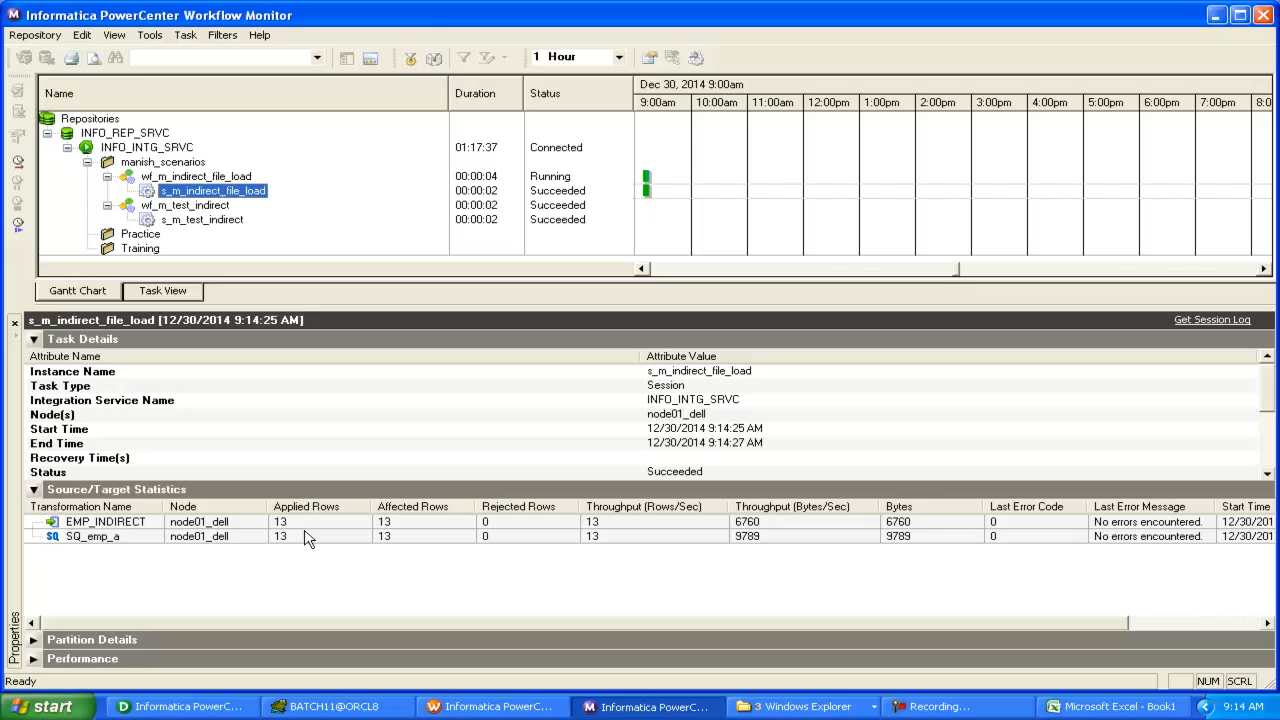 Informatica PowerCenter Workflow Monitor
Repository Edit View Tools Task Filters Help
1 Hour
Name Duration Status Dec 30, 2014 9:00am
9:00am 10:00am 11:00am 12:00pm 1:00pm 2:00pm 3:00pm 4:00pm 5:00pm 6:00pm 7:00pm 8:0
Repositories
INFO_REP_SRVC
INFO_INTG_SRVC 01:17:37 Connected
manish_scenarios
wf_m_indirect_file_load 00:00:04 Running
s_m_indirect_file_load 00:00:02 Succeeded
wf_m_test_indirect 00:00:02 Succeeded
s_m_test_indirect 00:00:02 Succeeded
Practice
Training
Gantt Chart Task View
s_m_indirect_file_load [12/30/2014 9:14:25 AM] Get Session Log
Task Details
Attribute Name Attribute Value
Instance Name s_m_indirect_file_load
Task Type Session
Integration Service Name INFO_INTG_SRVC
Node(s) node01_dell
Start Time 12/30/2014 9:14:25 AM
End Time 12/30/2014 9:14:27 AM
Recovery Time(s)
Status Succeeded
Source/Target Statistics
Transformation Name Node Applied Rows Affected Rows Rejected Rows Throughput (Rows/Sec) Throughput (Bytes/Sec) Bytes Last Error Code Last Error Message Start Time
EMP_INDIRECT node01_dell 13 13 0 13 6760 6760 0 No errors encountered. 12/30/201
SQ SQ_emp_a node01_dell 13 13 0 13 9789 9789 0 No errors encountered. 12/30/201
Properties
Partition Details
Performance
Ready NUM SCRL
start Informatica PowerC... BATCH11@ORCL8 Informatica PowerC... Informatica PowerC... 3 Windows Explorer Recording... Microsoft Excel - Book1 9:14 AM